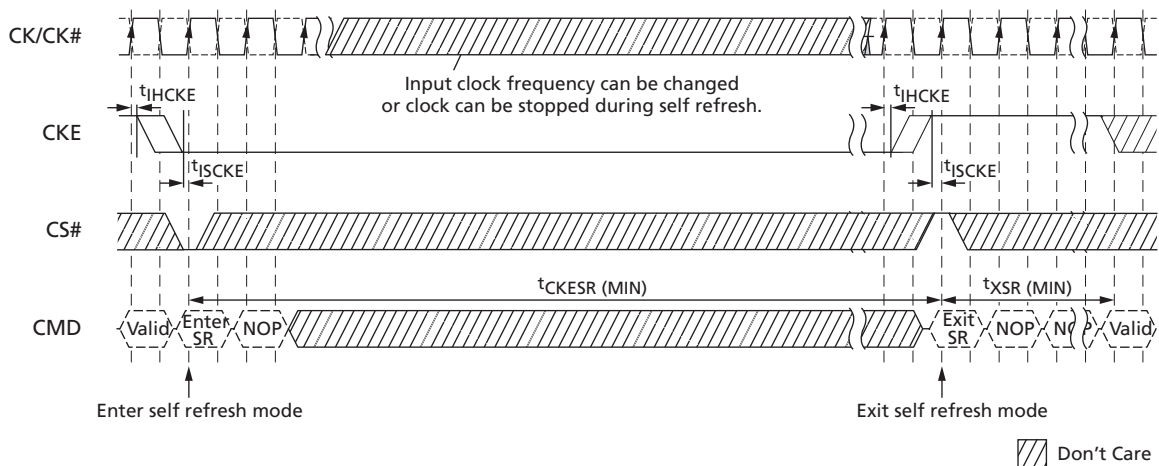 CK/CK#
Input clock frequency can be changed
or clock can be stopped during self refresh.
tIHCKE
tIHCKE
CKE
tISCKE
tISCKE
CS#
tCKESR (MIN)
tXSR (MIN)
CMD
Valid
Enter
SR
NOP
Exit
SR
NOP
NOP
Valid
Enter self refresh mode
Exit self refresh mode
Don't Care